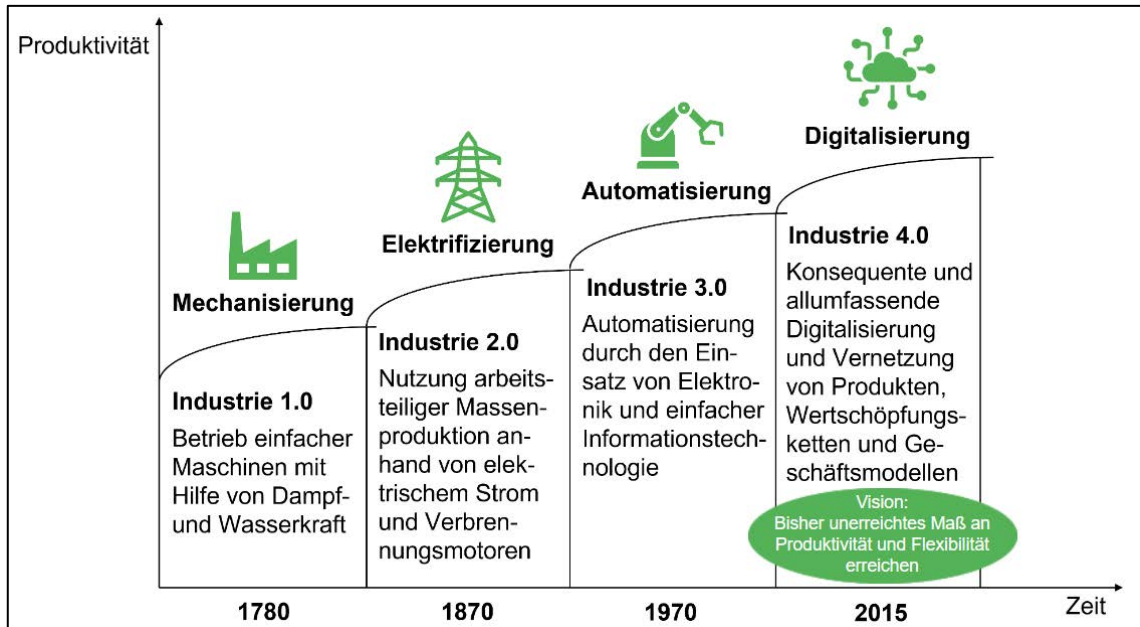 Produktivität
Mechanisierung
Industrie 1.0
Betrieb einfacher
Maschinen mit
Hilfe von Dampf-
und Wasserkraft
Elektrifizierung
Industrie 2.0
Nutzung arbeits-
teiliger Massen-
produktion an-
hand von elek-
trischem Strom
und Verbren-
nungsmotoren
Automatisierung
Industrie 3.0
Automatisierung
durch den Ein-
satz von Elektro-
nik und einfacher
Informationstech-
nologie
Digitalisierung
Industrie 4.0
Konsequente und
allumfassende
Digitalisierung
und Vernetzung
von Produkten,
Wertschöpfungs-
ketten und Ge-
schäftsmodellen
Vision:
Bisher unerreichtes Maß an
Produktivität und Flexibilität
erreichen
1780
1870
1970
2015
Zeit